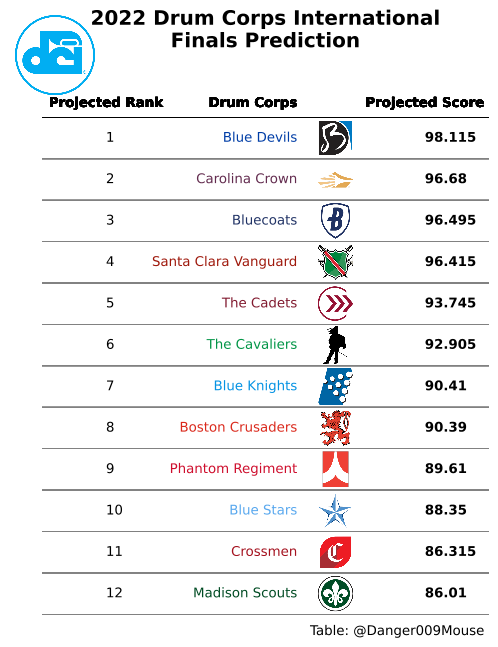 2022 Drum Corps International
Finals Prediction
dci
Projected Rank Drum Corps Projected Score
1 Blue Devils B 98.115
2 Carolina Crown 96.68
3 Bluecoats B 96.495
4 Santa Clara Vanguard 96.415
5 The Cadets 93.745
6 The Cavaliers 92.905
7 Blue Knights 90.41
8 Boston Crusaders 90.39
9 Phantom Regiment 89.61
10 Blue Stars 88.35
11 Crossmen C 86.315
12 Madison Scouts 86.01
Table: @Danger009Mouse